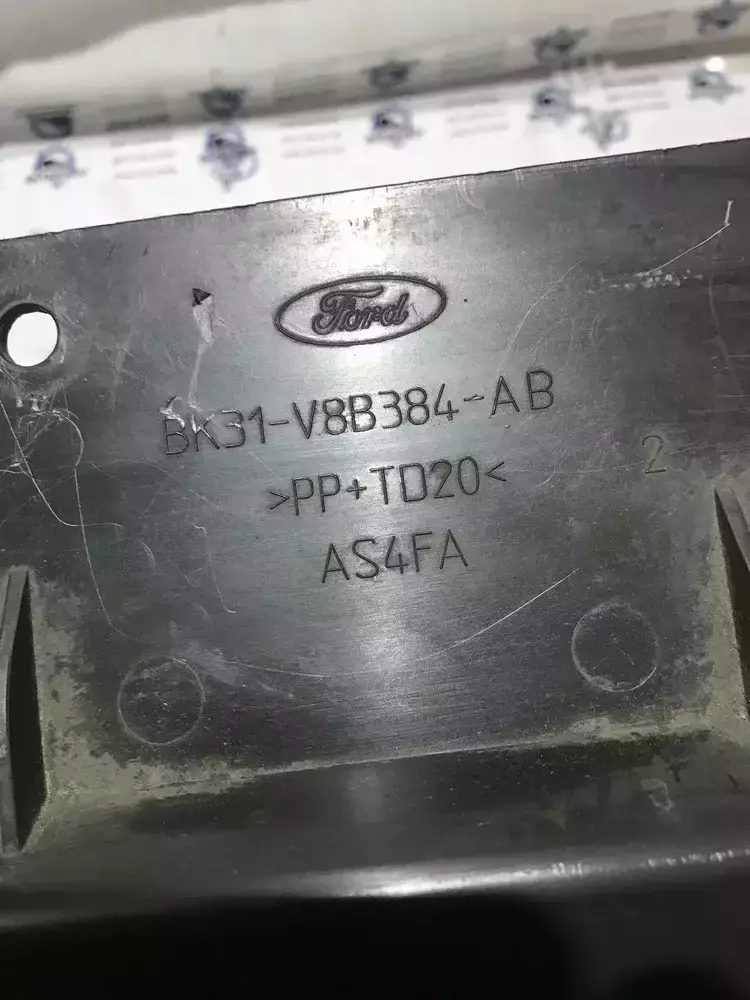 Ford
BK31-V8B384-AB
>PP+TD20<
2
AS4FA